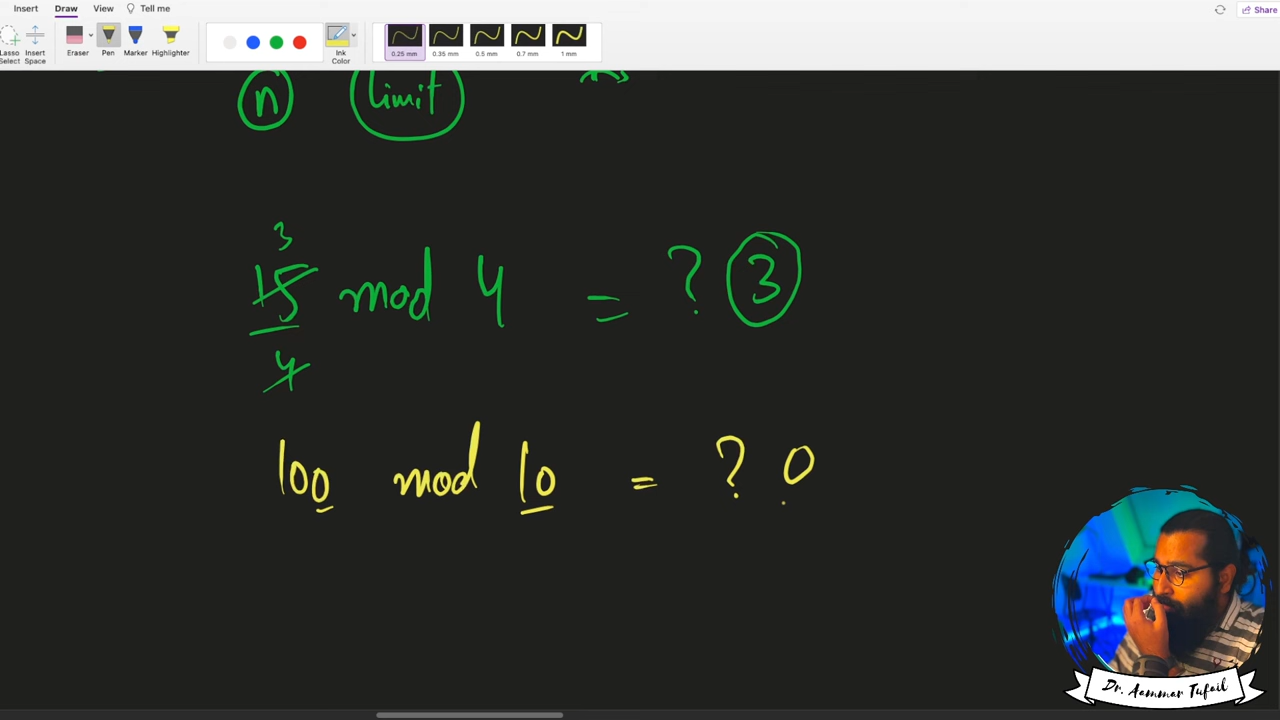 Insert Draw View Tell me
Share
Lasso Select Insert Space Eraser Pen Marker Highlighter Ink Color 0.25 mm 0.35 mm 0.5 mm 0.7 mm 1 mm
n limit
3
15 mod 4 = ? 3
4
100 mod 10 = ? 0
Dr. Aammar Tufail